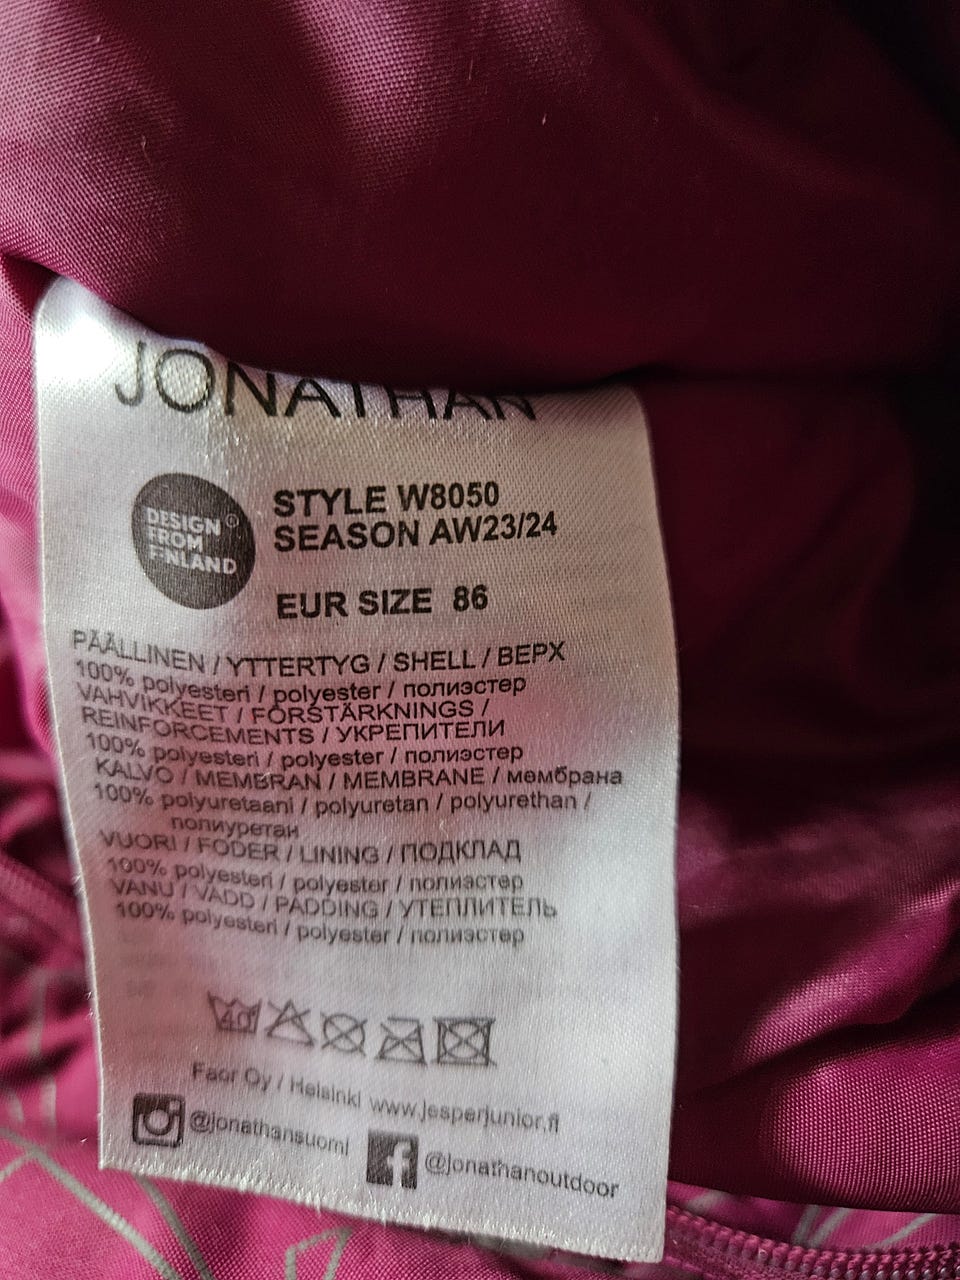 JONATHAN
DESIGN
FROM
FINLAND
STYLE W8050
SEASON AW23/24
EUR SIZE 86
PÄÄLLINEN / YTTERTYG / SHELL / ВЕРХ
100% polyesteri / polyester / полиэстер
VAHVIKKEET / FÖRSTÄRKNINGS /
REINFORCEMENTS / УКРЕПИТЕЛИ
100% polyesteri / polyester / полиэстер
KALVO / MEMBRAN / MEMBRANE / мембрана
100% polyuretaani / polyuretan / polyurethan /
полиуретан
VUORI / FODER / LINING / ПОДКЛАД
100% polyesteri / polyester / полиэстер
VANU / VADD / PADDING / УТЕПЛИТЕЛЬ
100% polyesteri / polyester / полиэстер
40
Faor Oy / Helsinki www.jesperjunior.fi
@jonathansuomi
@jonathanoutdoor